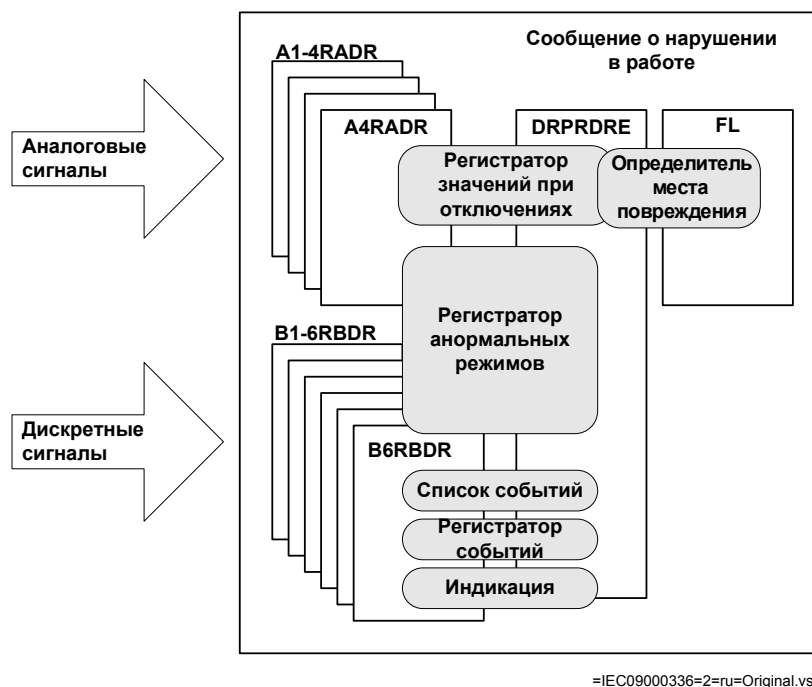 Сообщение о нарушении
в работе
A1-4RADR
A4RADR
DRPRDRE
FL
Аналоговые
сигналы
Регистратор
значений при
отключениях
Определитель
места
повреждения
Регистратор
анормальных
режимов
B1-6RBDR
Дискретные
сигналы
B6RBDR
Список событий
Регистратор
событий
Индикация
=IEC09000336=2=ru=Original.vs